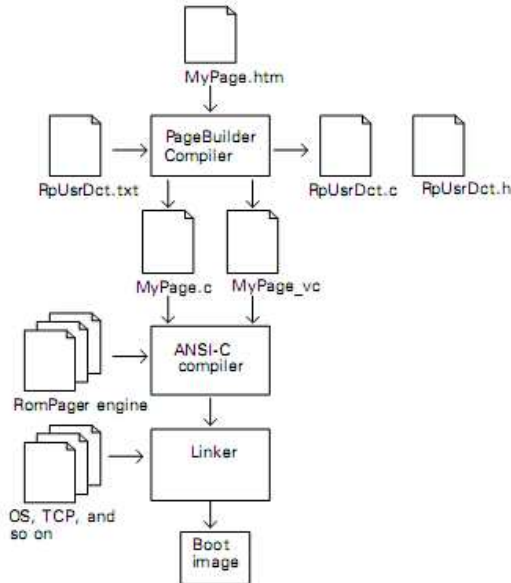 MyPage.htm
PageBuilder
Compiler
RpUsrDct.txt
RpUsrDct.c
RpUsrDct.h
MyPage.c
MyPage_vc
ANSI-C
compiler
RomPager engine
Linker
OS, TCP, and
so on
Boot
image